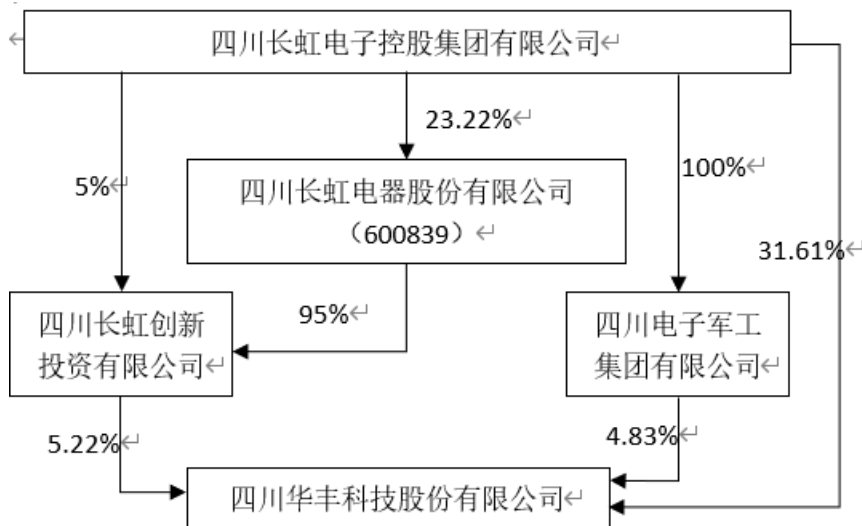 四川长虹电子控股集团有限公司
23.22%
5%
100%
四川长虹电器股份有限公司
（600839）
31.61%
95%
四川长虹创新
投资有限公司
四川电子军工
集团有限公司
5.22%
4.83%
四川华丰科技股份有限公司